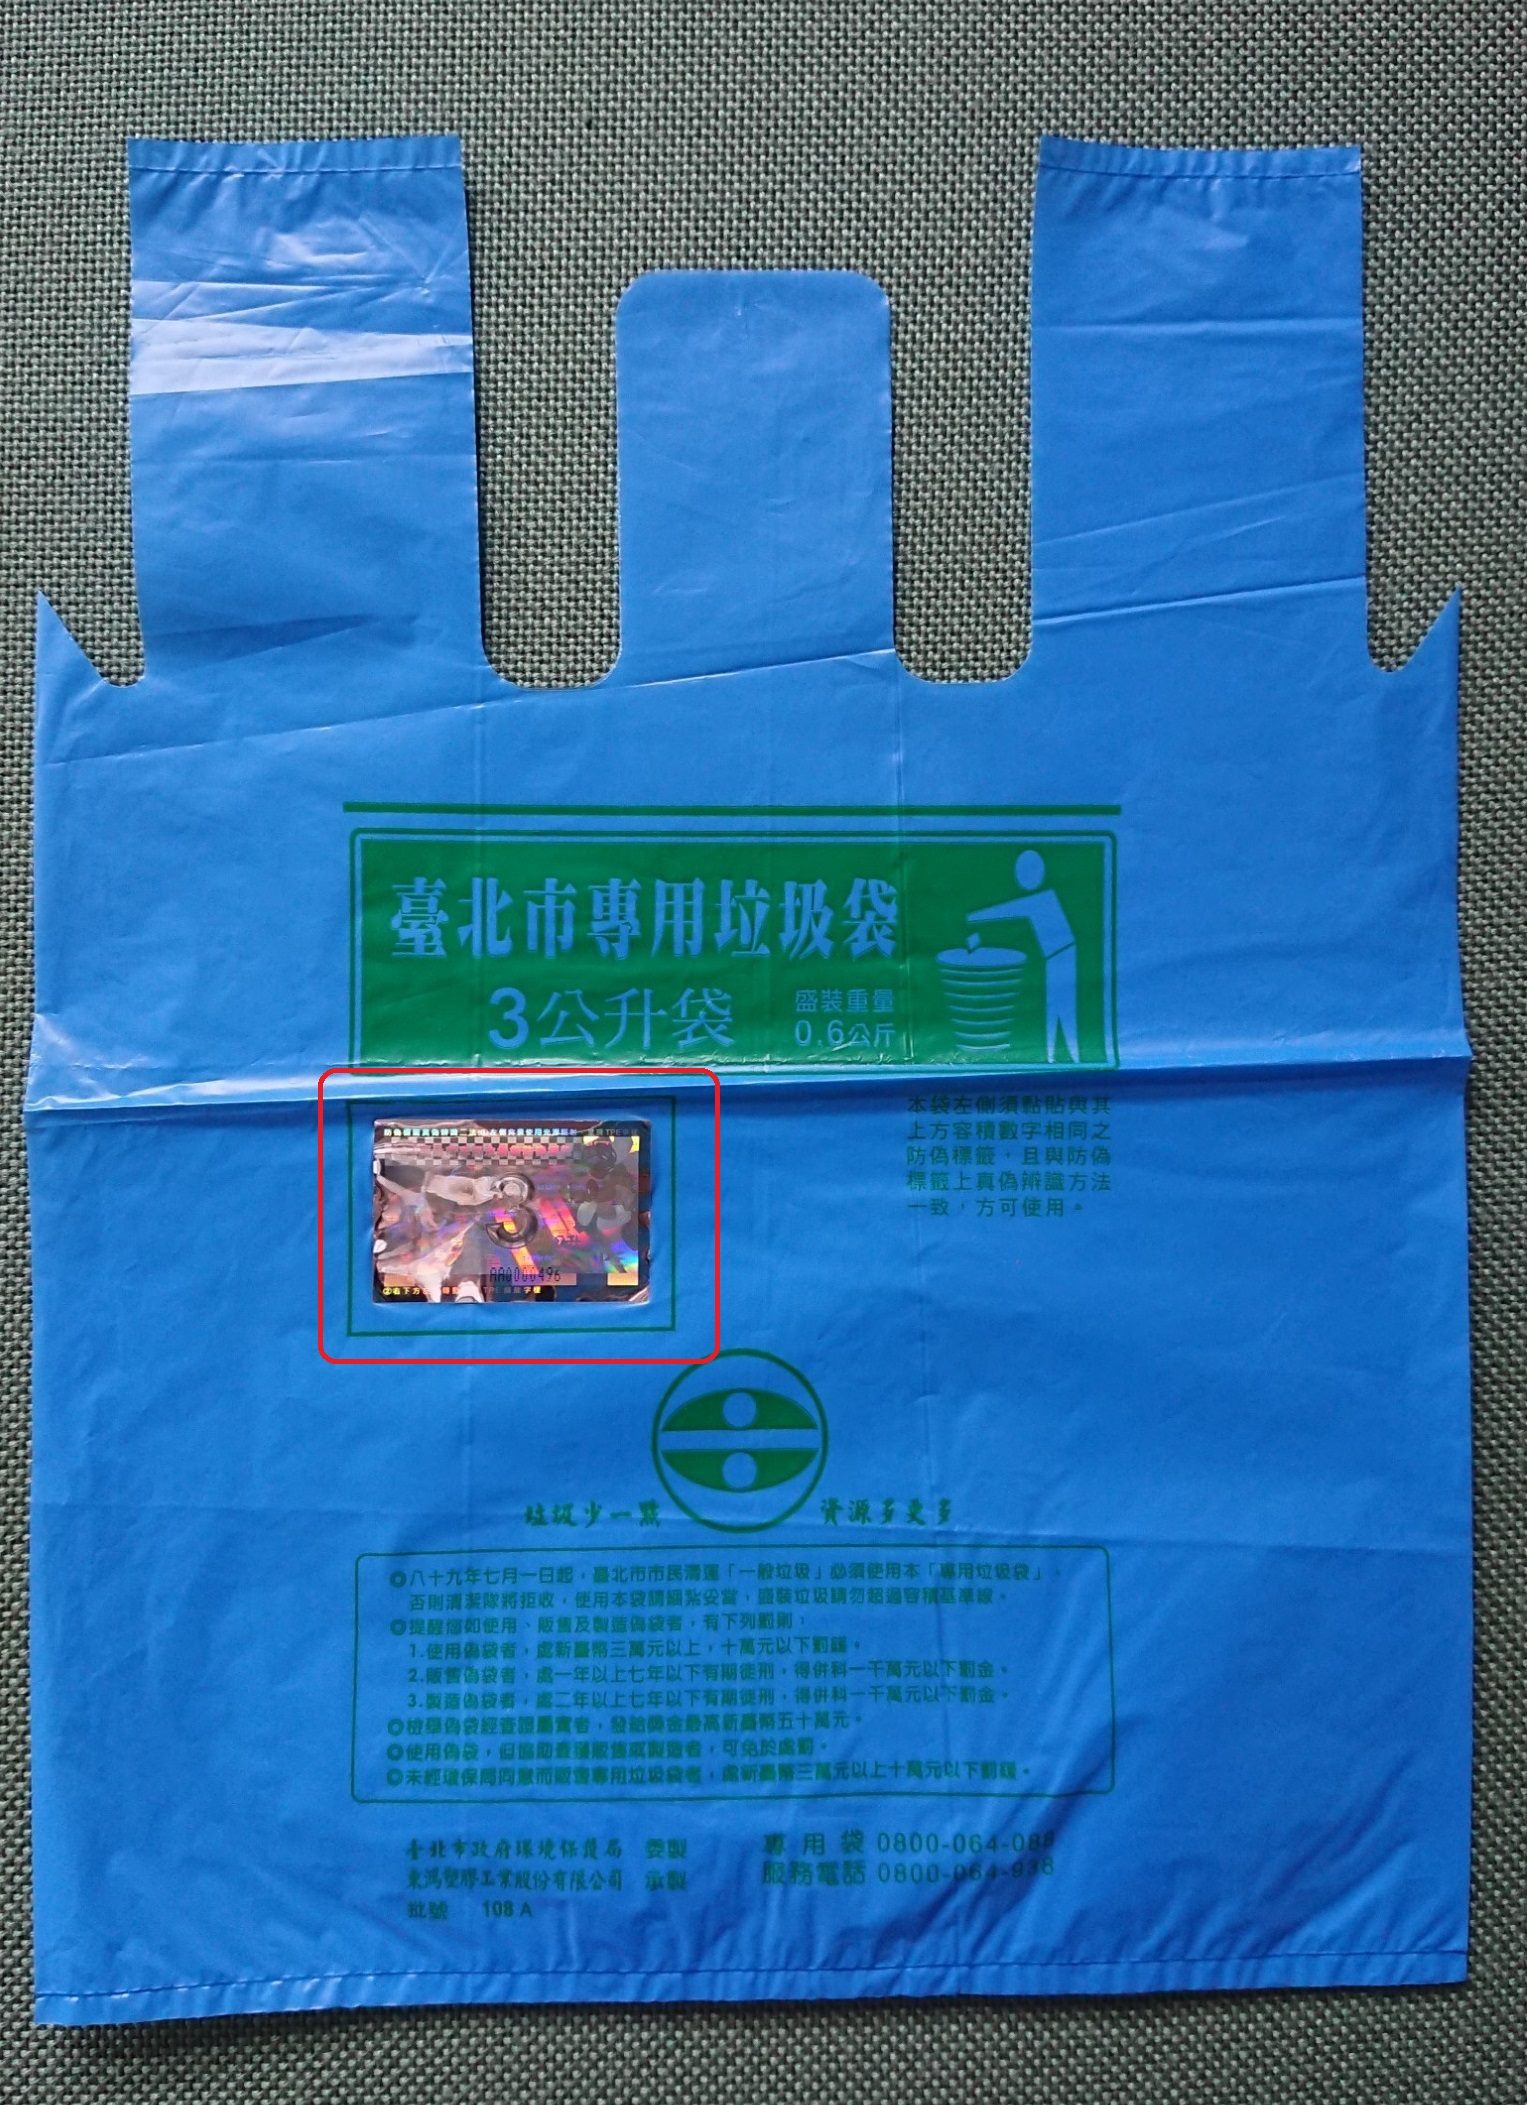 臺北市專用垃圾袋
3公升袋
盛裝重量
0.6公斤
本袋左側須黏貼與其
上方容積數字相同之
防偽標籤，且與防偽
標籤上真偽辨識方法
一致，方可使用。
3
AA0000496
垃圾少一點 資源多更多
◎八十九年七月一日起，臺北市市民清運「一般垃圾」必須使用本「專用垃圾袋」，
否則清潔隊將拒收，使用本袋請綑紮妥當，盛裝垃圾請勿超過容積基準線。
◎提醒您如使用、販售及製造偽袋者，有下列罰則：
1.使用偽袋者，處新臺幣三萬元以上，十萬元以下罰鍰。
2.販售偽袋者，處一年以上七年以下有期徒刑，得併科一千萬元以下罰金。
3.製造偽袋者，處二年以上七年以下有期徒刑，得併科一千萬元以下罰金。
◎檢舉偽袋經查證屬實者，發給獎金最高新臺幣五十萬元。
◎使用偽袋，但協助查獲販售或製造者，可免於處罰。
◎未經環保局同意而販售專用垃圾袋者，處新臺幣三萬元以上十萬元以下罰鍰。
臺北市政府環境保護局 委製
東鴻塑膠工業股份有限公司 承製
批號 108 A
專用袋 0800-064-088
服務電話 0800-064-938